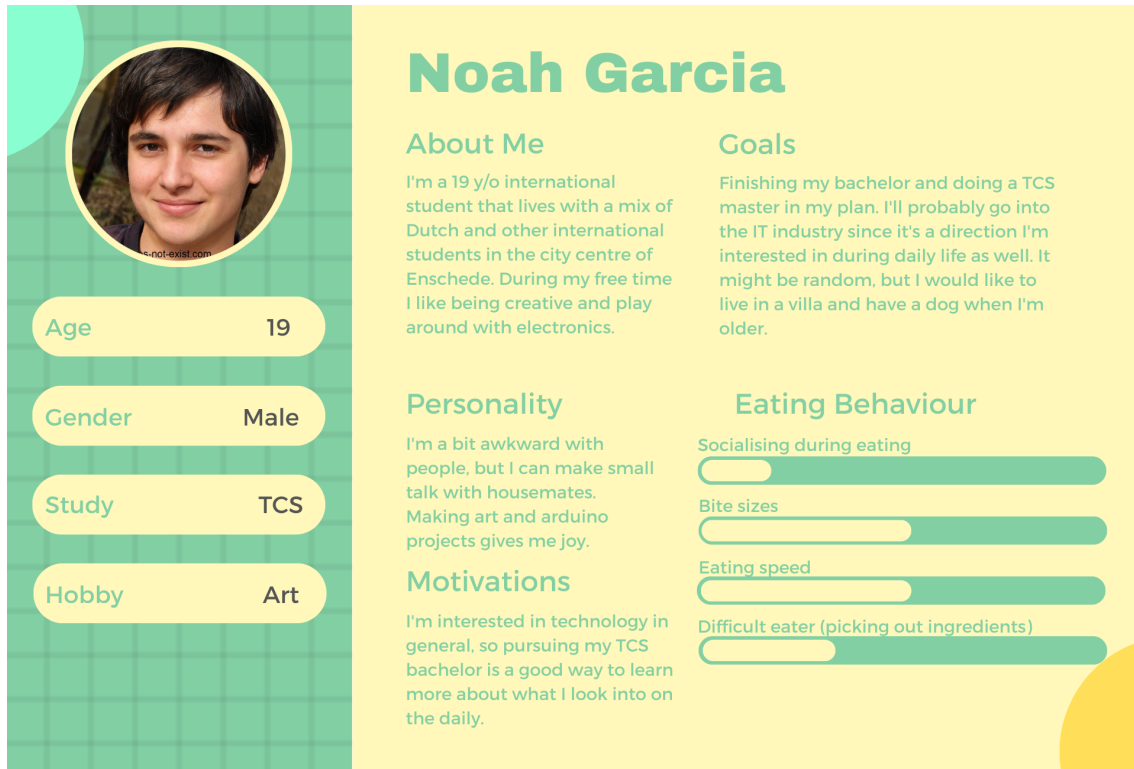 s-not-exist.com
Age 19
Gender Male
Study TCS
Hobby Art
Noah Garcia
About Me
I'm a 19 y/o international
student that lives with a mix of
Dutch and other international
students in the city centre of
Enschede. During my free time
I like being creative and play
around with electronics.
Goals
Finishing my bachelor and doing a TCS
master in my plan. I'll probably go into
the IT industry since it's a direction I'm
interested in during daily life as well. It
might be random, but I would like to
live in a villa and have a dog when I'm
older.
Personality
I'm a bit awkward with
people, but I can make small
talk with housemates.
Making art and arduino
projects gives me joy.
Motivations
I'm interested in technology in
general, so pursuing my TCS
bachelor is a good way to learn
more about what I look into on
the daily.
Eating Behaviour
Socialising during eating
Bite sizes
Eating speed
Difficult eater (picking out ingredients)